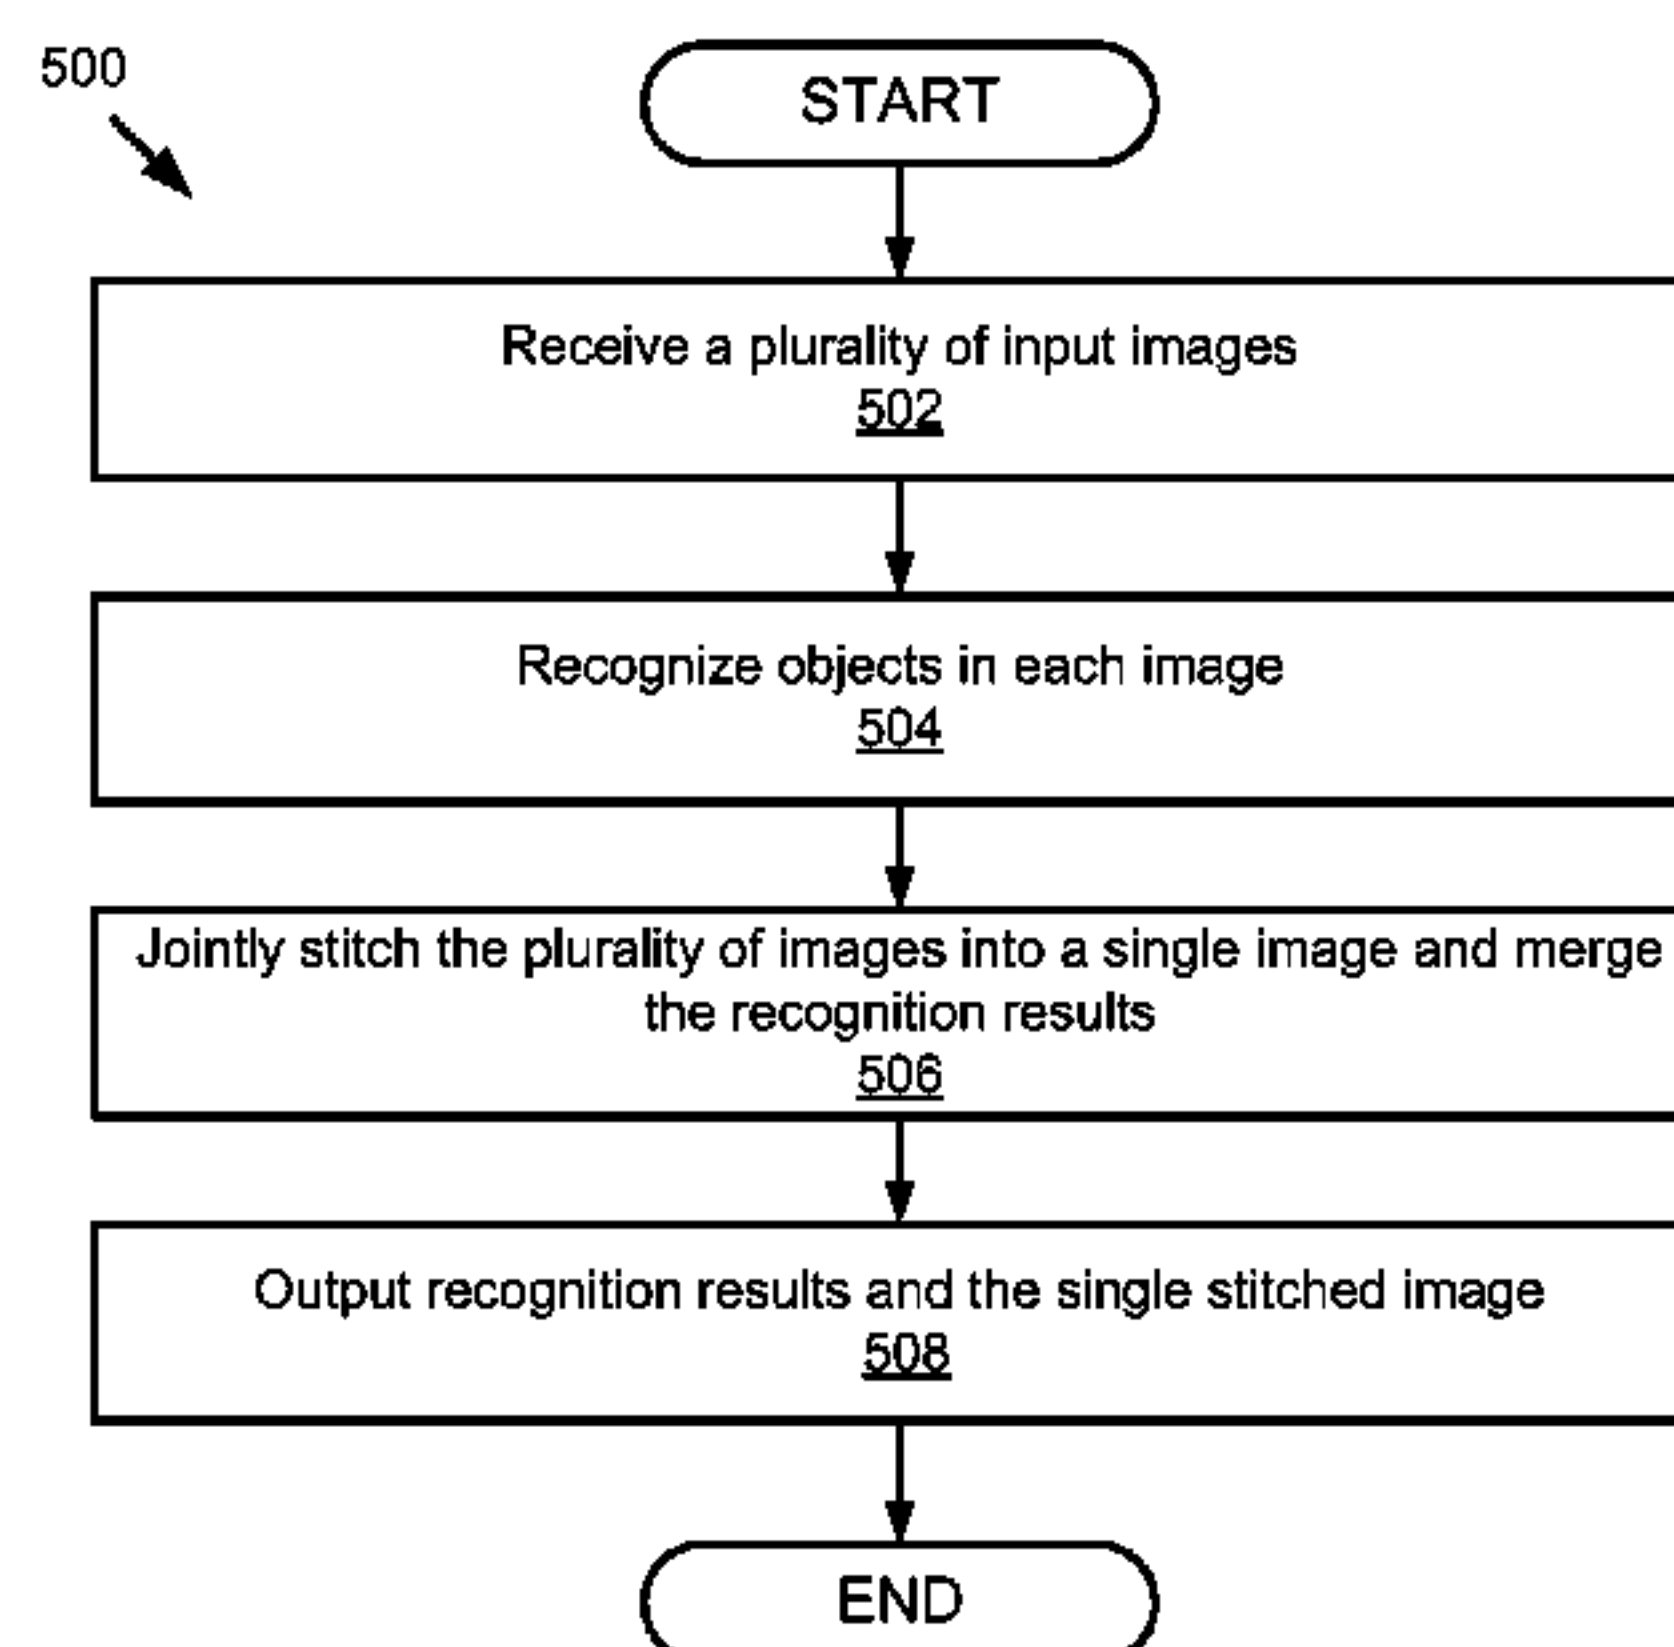 500
START
Receive a plurality of input images
502
Recognize objects in each image
504
Jointly stitch the plurality of images into a single image and merge
the recognition results
506
Output recognition results and the single stitched image
508
END